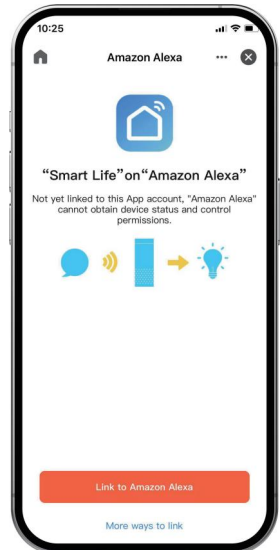 10:25
Amazon Alexa
“Smart Life”on“Amazon Alexa”
Not yet linked to this App account, "Amazon Alexa"
cannot obtain device status and control
permissions.
Link to Amazon Alexa
More ways to link